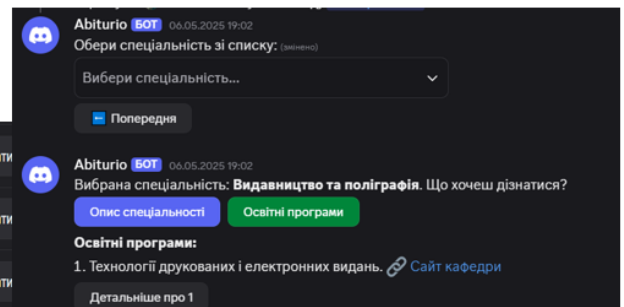 Abiturio БОТ 06.05.2025 19:02
Обери спеціальність зі списку: (змінено)
Вибери спеціальність...
Попередня
Abiturio БОТ 06.05.2025 19:02
Вибрана спеціальність: Видавництво та поліграфія. Що хочеш дізнатися?
Опис спеціальності Освітні програми
Освітні програми:
1. Технології друкованих і електронних видань. Сайт кафедри
Детальніше про 1